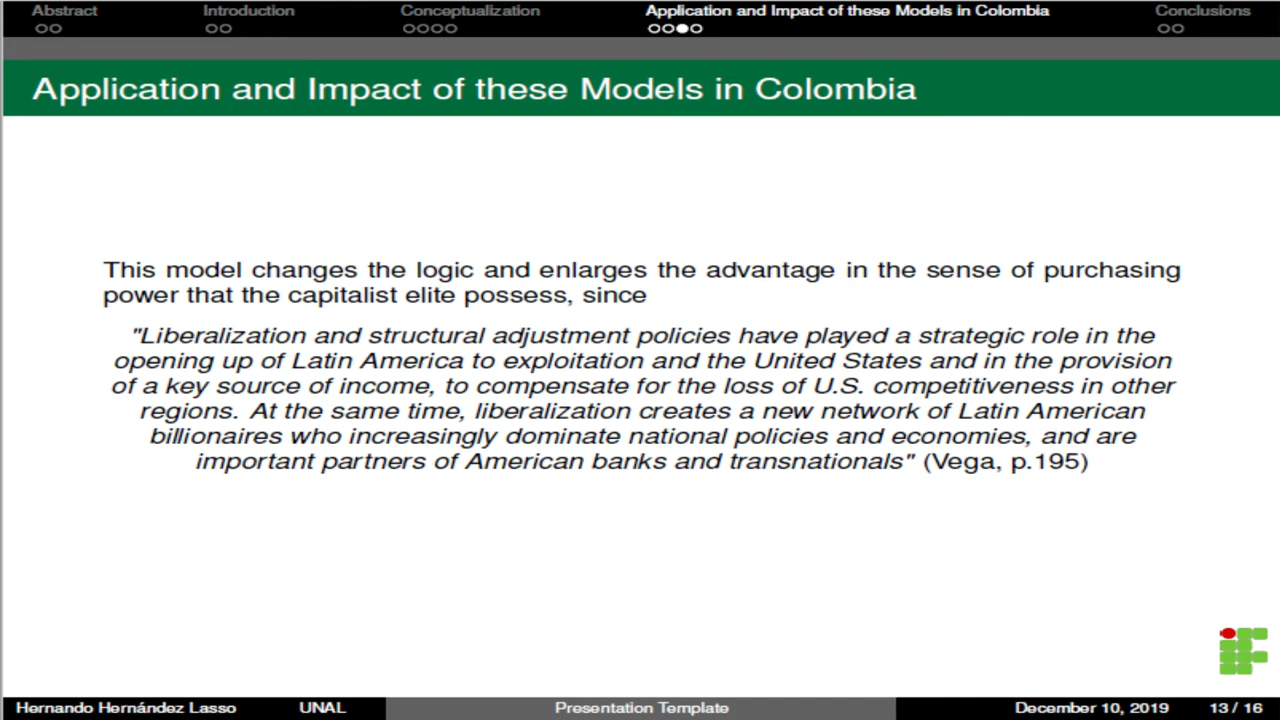 Abstract Introduction Conceptualization Application and Impact of these Models in Colombia Conclusions
Application and Impact of these Models in Colombia
This model changes the logic and enlarges the advantage in the sense of purchasing
power that the capitalist elite possess, since
"Liberalization and structural adjustment policies have played a strategic role in the
opening up of Latin America to exploitation and the United States and in the provision
of a key source of income, to compensate for the loss of U.S. competitiveness in other
regions. At the same time, liberalization creates a new network of Latin American
billionaires who increasingly dominate national policies and economies, and are
important partners of American banks and transnationals" (Vega, p.195)
Hernando Hernández Lasso UNAL Presentation Template December 10, 2019 13 / 16